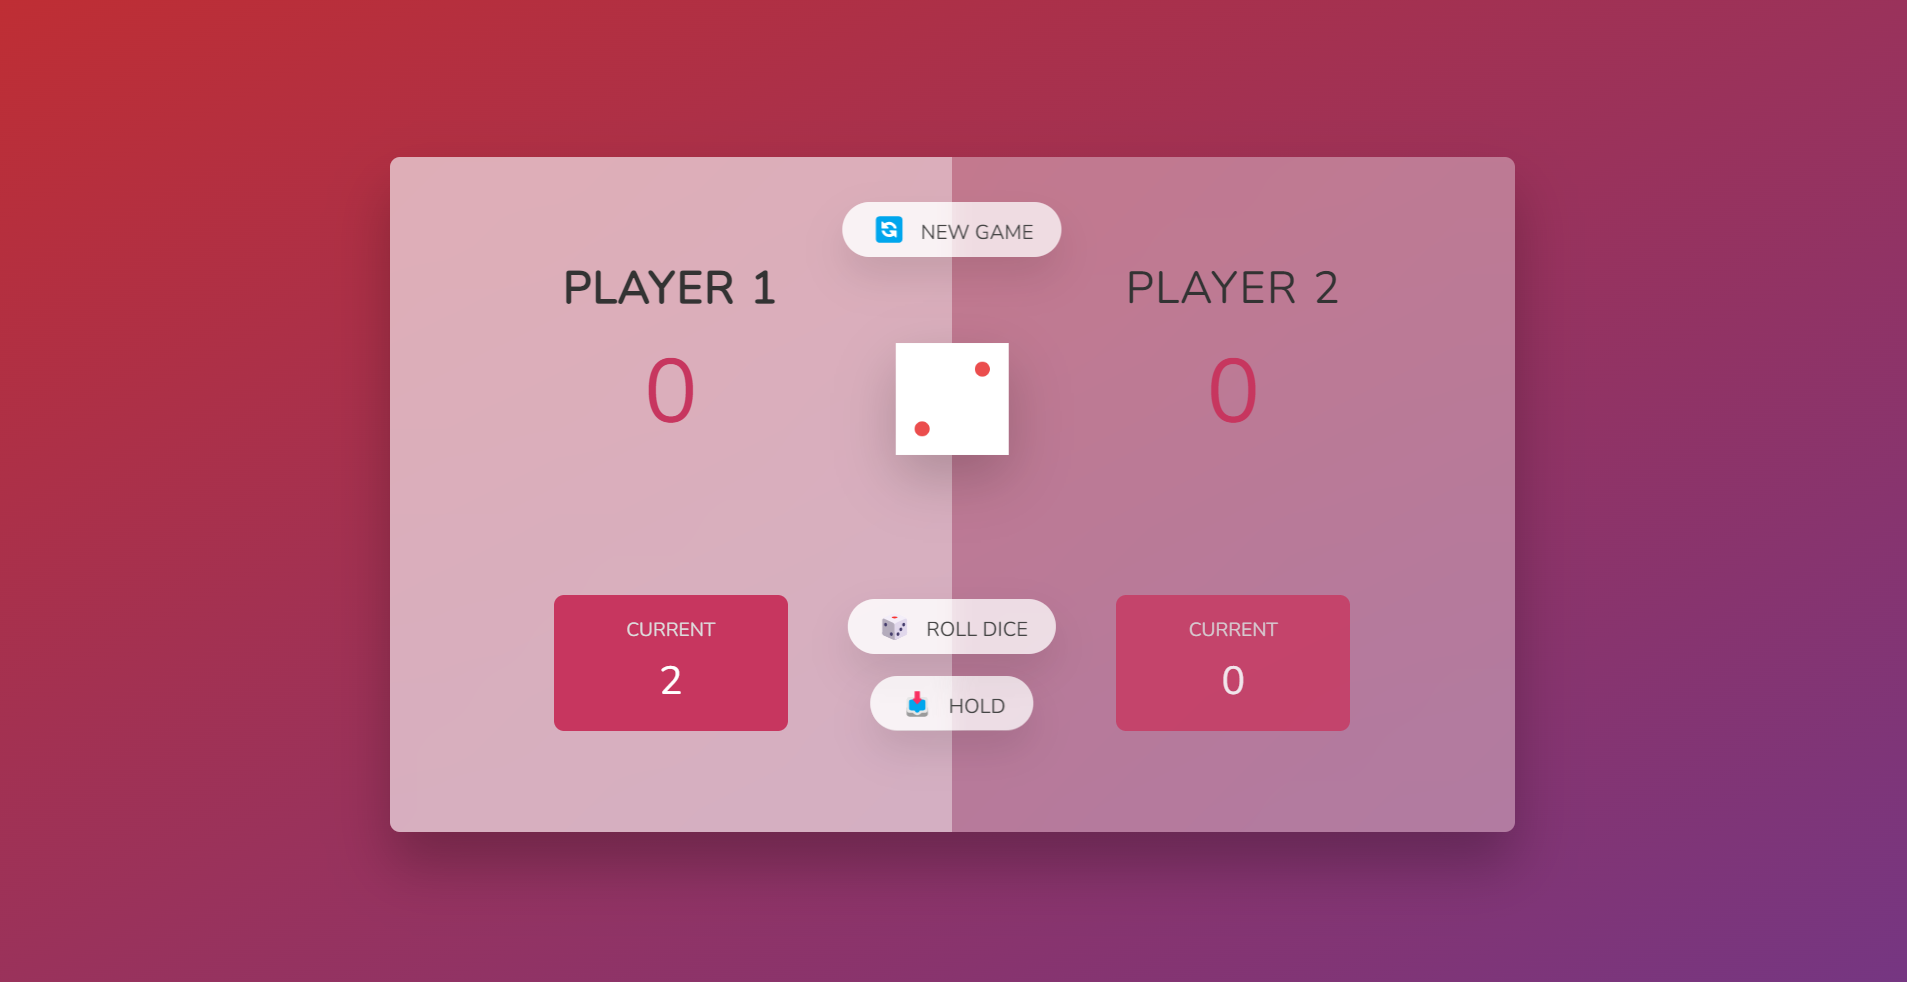 NEW GAME
PLAYER 1
0
PLAYER 2
0
CURRENT
2
ROLL DICE
HOLD
CURRENT
0